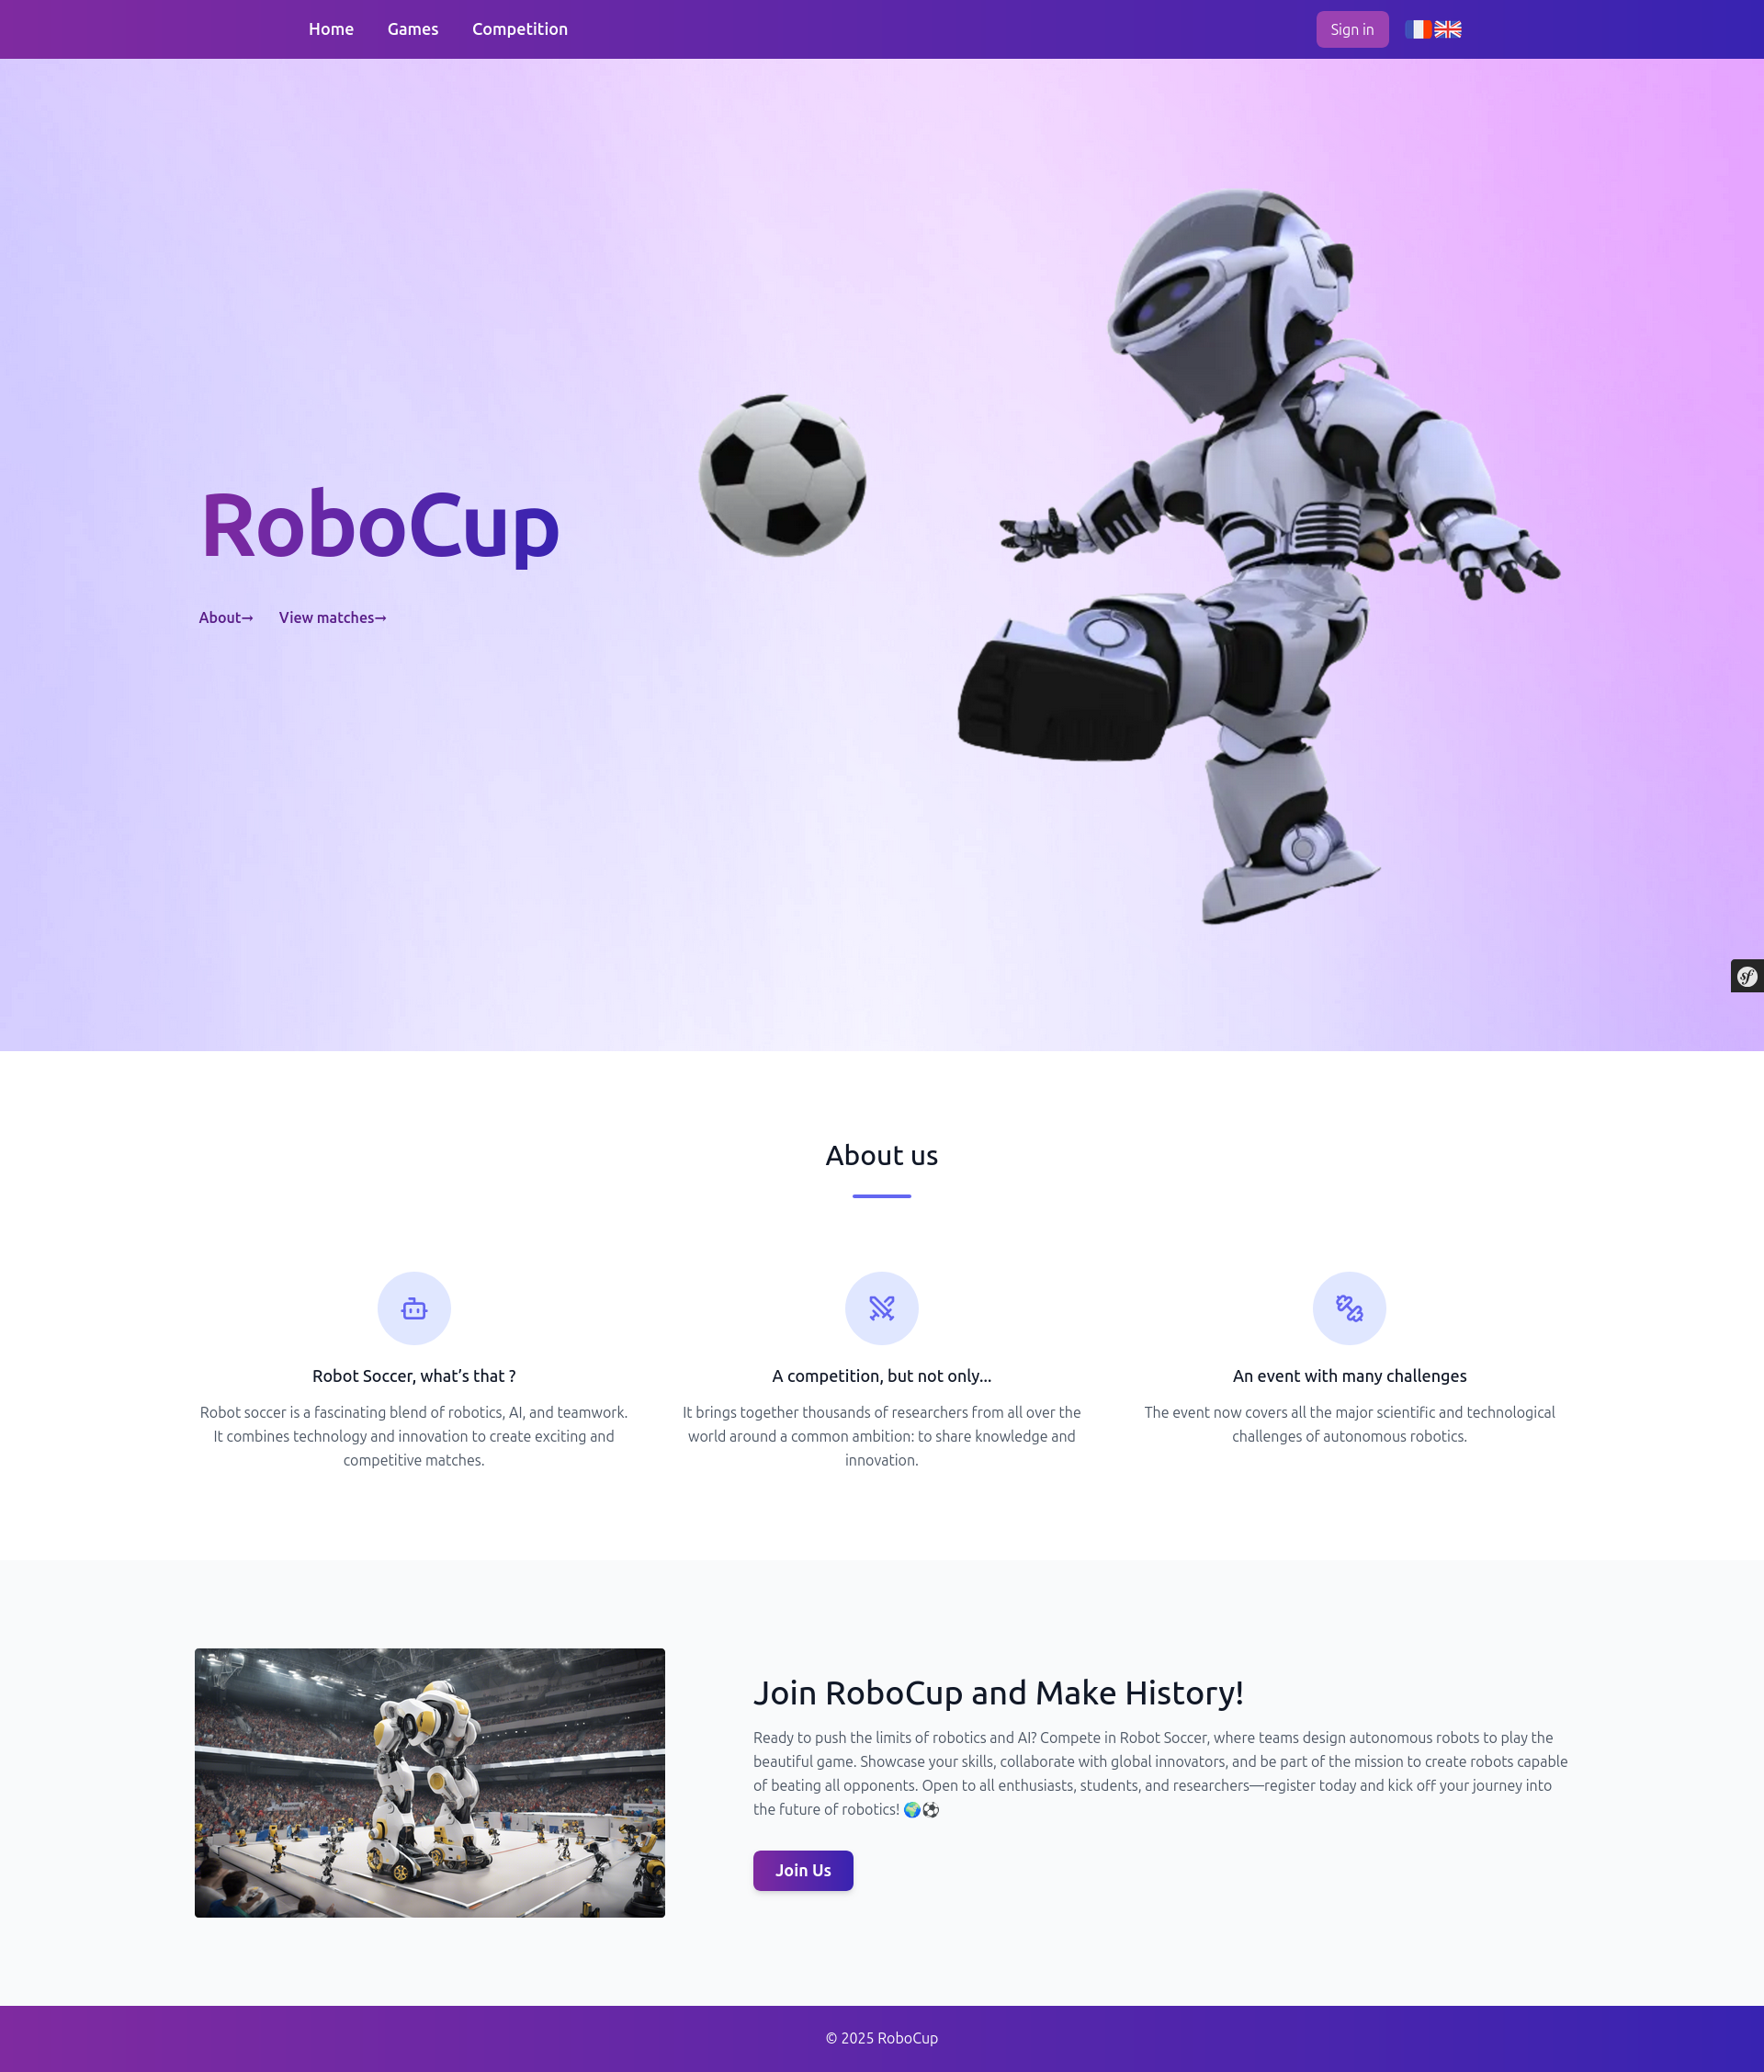 Home Games Competition Sign in
RoboCup
About→ View matches→
sf
About us
Robot Soccer, what's that ?
Robot soccer is a fascinating blend of robotics, AI, and teamwork.
It combines technology and innovation to create exciting and
competitive matches.
A competition, but not only...
It brings together thousands of researchers from all over the
world around a common ambition: to share knowledge and
innovation.
An event with many challenges
The event now covers all the major scientific and technological
challenges of autonomous robotics.
Join RoboCup and Make History!
Ready to push the limits of robotics and AI? Compete in Robot Soccer, where teams design autonomous robots to play the
beautiful game. Showcase your skills, collaborate with global innovators, and be part of the mission to create robots capable
of beating all opponents. Open to all enthusiasts, students, and researchers—register today and kick off your journey into
the future of robotics! 🌍⚽
Join Us
© 2025 RoboCup